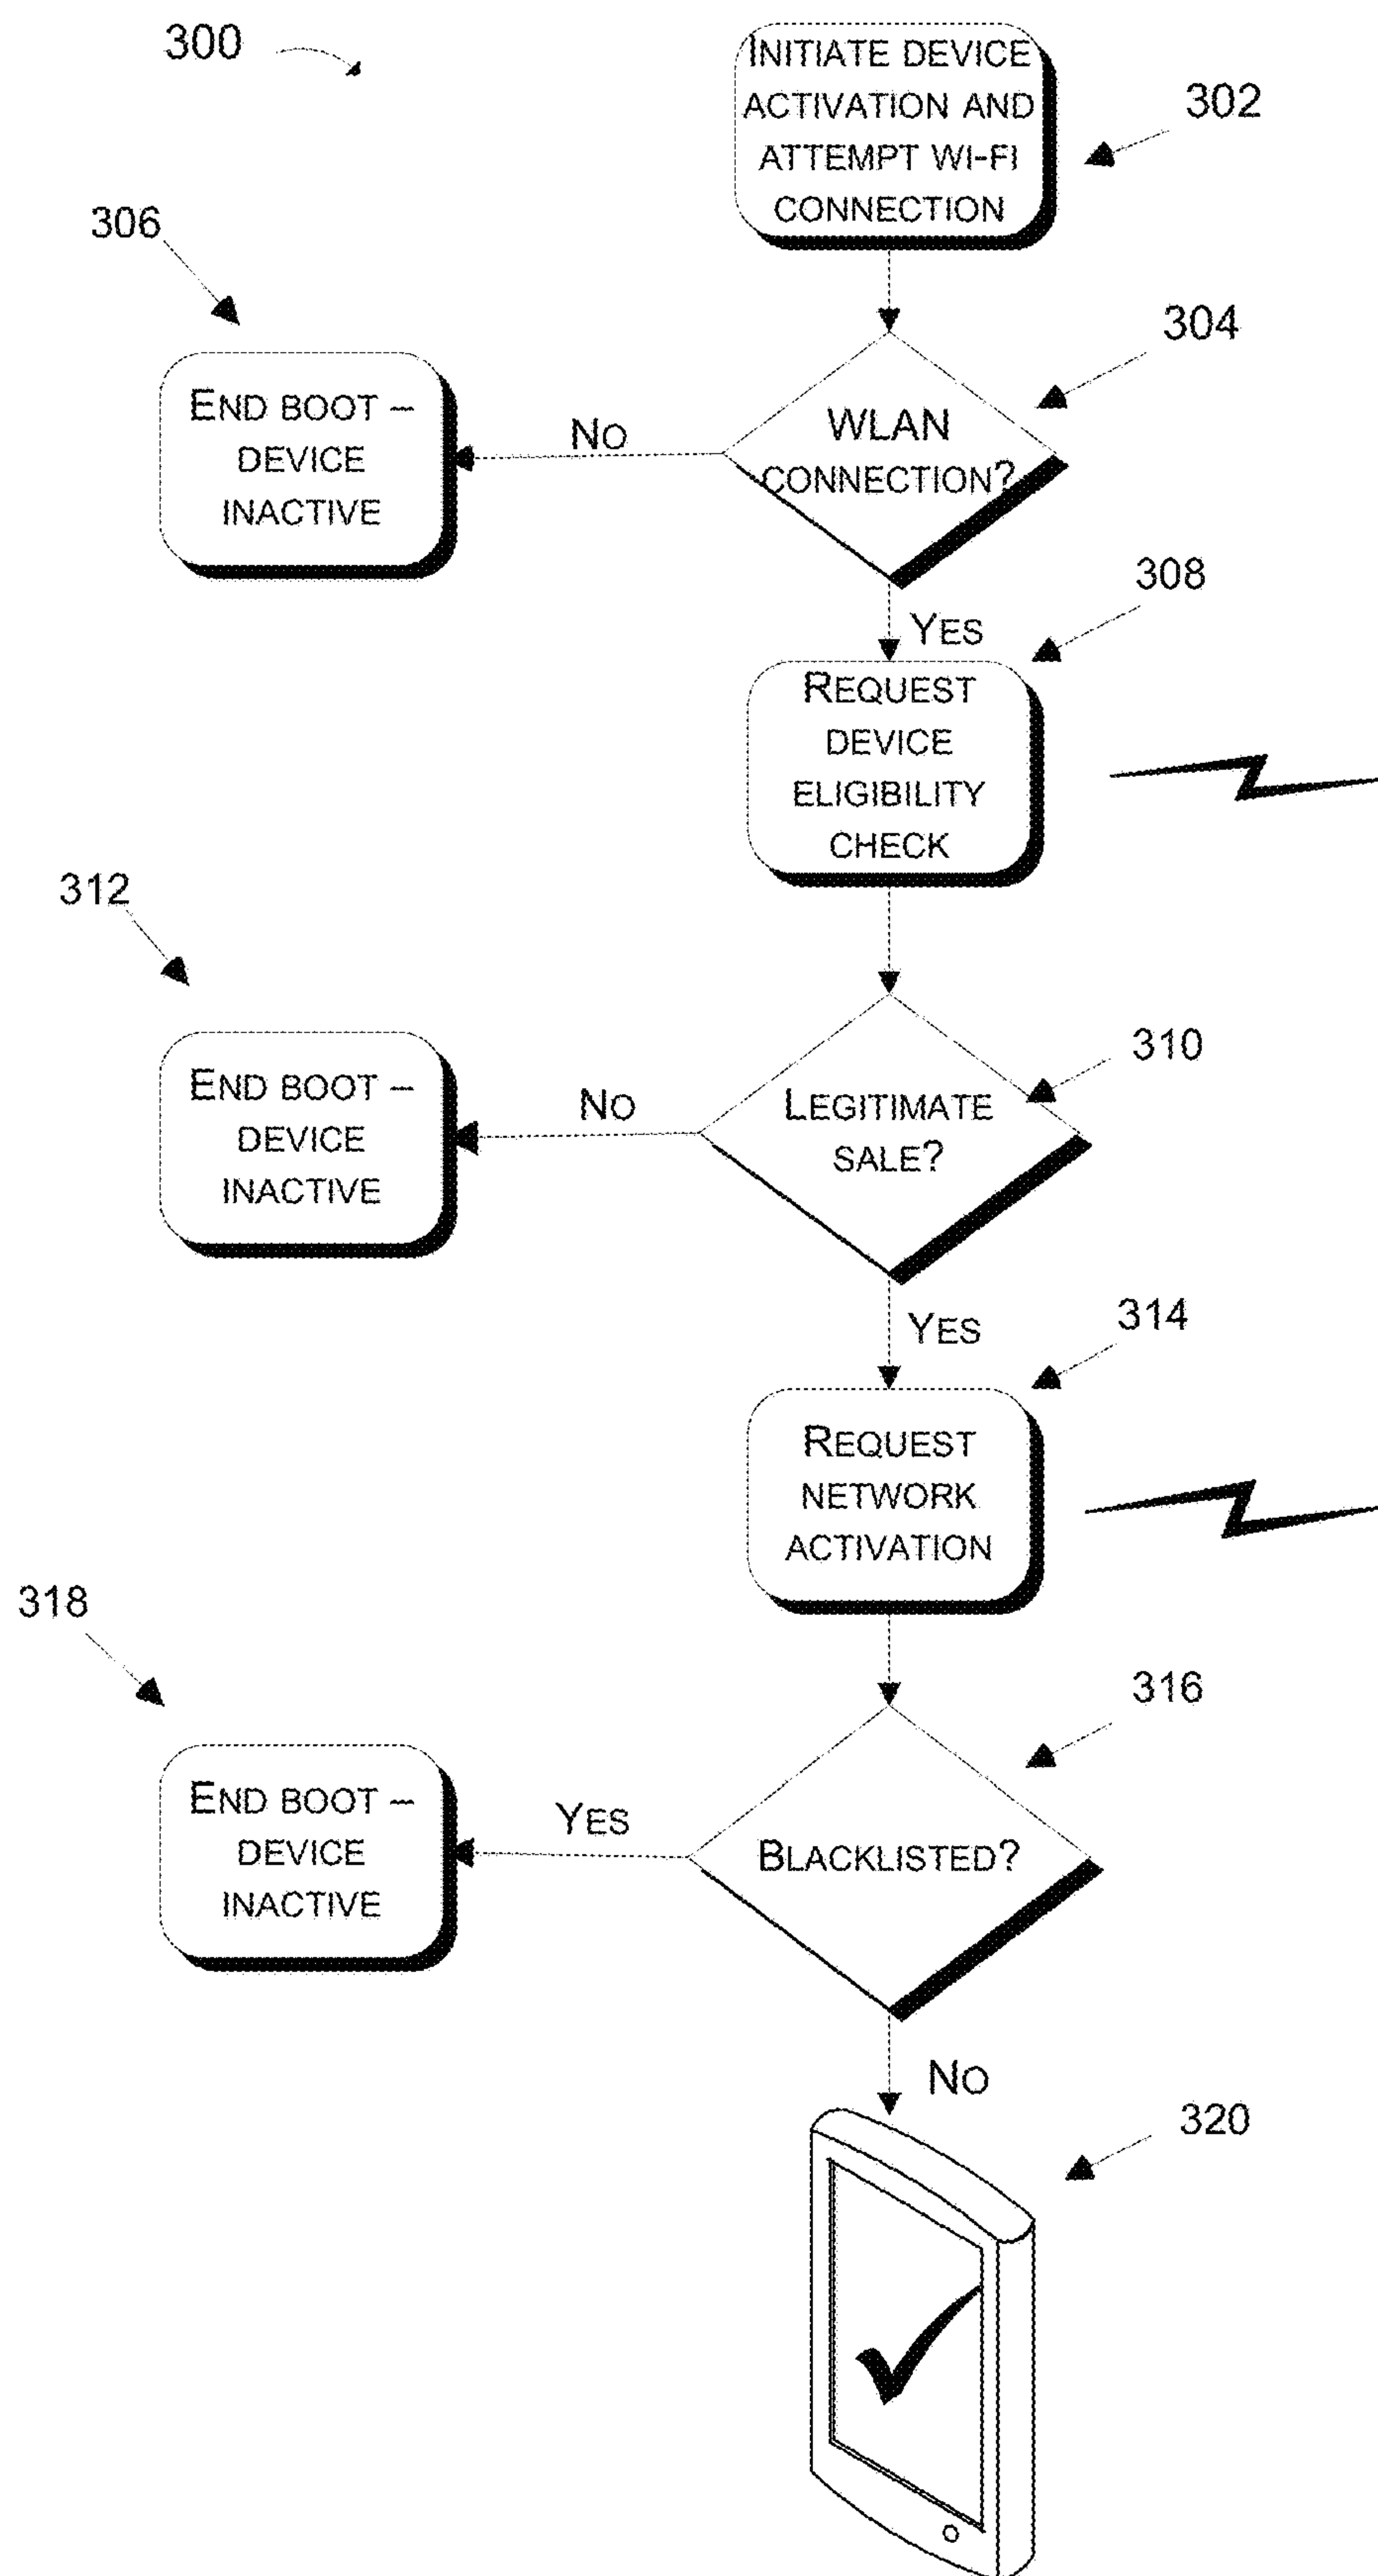 300
INITIATE DEVICE
ACTIVATION AND
ATTEMPT WI-FI
CONNECTION
302
306
304
END BOOT –
DEVICE
INACTIVE
NO
WLAN
CONNECTION?
YES
308
REQUEST
DEVICE
ELIGIBILITY
CHECK
312
310
END BOOT –
DEVICE
INACTIVE
NO
LEGITIMATE
SALE?
YES
314
REQUEST
NETWORK
ACTIVATION
318
316
END BOOT –
DEVICE
INACTIVE
YES
BLACKLISTED?
NO
320